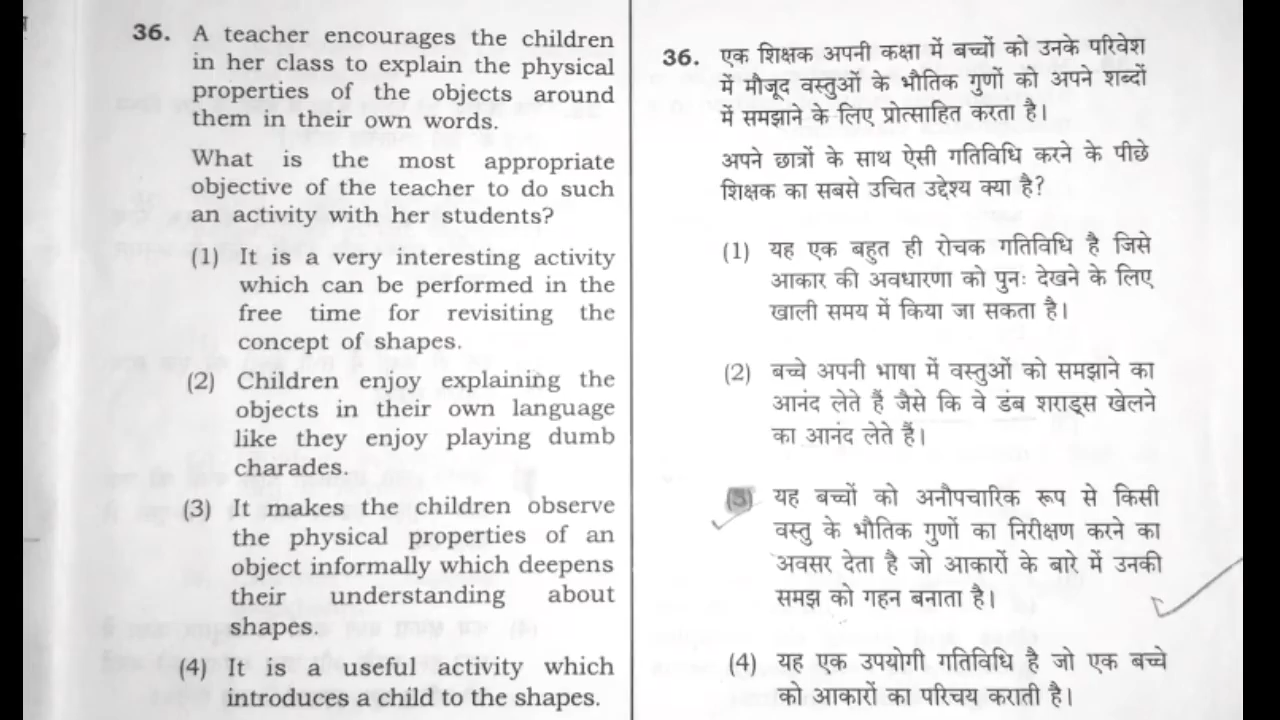 36. A teacher encourages the children
in her class to explain the physical
properties of the objects around
them in their own words.
What is the most appropriate
objective of the teacher to do such
an activity with her students?
(1) It is a very interesting activity
which can be performed in the
free time for revisiting the
concept of shapes.
(2) Children enjoy explaining the
objects in their own language
like they enjoy playing dumb
charades.
(3) It makes the children observe
the physical properties of an
object informally which deepens
their understanding about
shapes.
(4) It is a useful activity which
introduces a child to the shapes.
36. एक शिक्षक अपनी कक्षा में बच्चों को उनके परिवेश
में मौजूद वस्तुओं के भौतिक गुणों को अपने शब्दों
में समझाने के लिए प्रोत्साहित करता है।
अपने छात्रों के साथ ऐसी गतिविधि करने के पीछे
शिक्षक का सबसे उचित उद्देश्य क्या है?
(1) यह एक बहुत ही रोचक गतिविधि है जिसे
आकार की अवधारणा को पुनः देखने के लिए
खाली समय में किया जा सकता है।
(2) बच्चे अपनी भाषा में वस्तुओं को समझाने का
आनंद लेते हैं जैसे कि वे डंब शराड्स खेलने
का आनंद लेते हैं।
(3) यह बच्चों को अनौपचारिक रूप से किसी
वस्तु के भौतिक गुणों का निरीक्षण करने का
अवसर देता है जो आकारों के बारे में उनकी
समझ को गहन बनाता है।
(4) यह एक उपयोगी गतिविधि है जो एक बच्चे
को आकारों का परिचय कराती है।